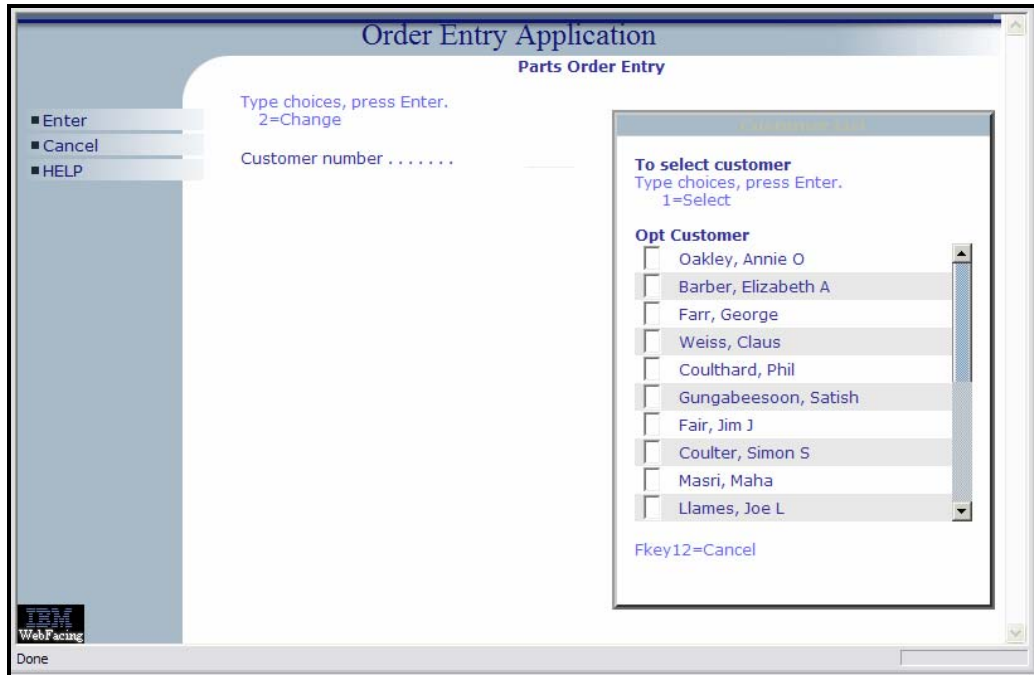 Order Entry Application
Parts Order Entry
Enter
Cancel
HELP
Type choices, press Enter.
2=Change
Customer number . . . . . . .
Customer List
To select customer
Type choices, press Enter.
1=Select
Opt Customer
Oakley, Annie O
Barber, Elizabeth A
Farr, George
Weiss, Claus
Coulthard, Phil
Gungabeesoon, Satish
Fair, Jim J
Coulter, Simon S
Masri, Maha
Llames, Joe L
Fkey12=Cancel
IBM
WebFacing
Done